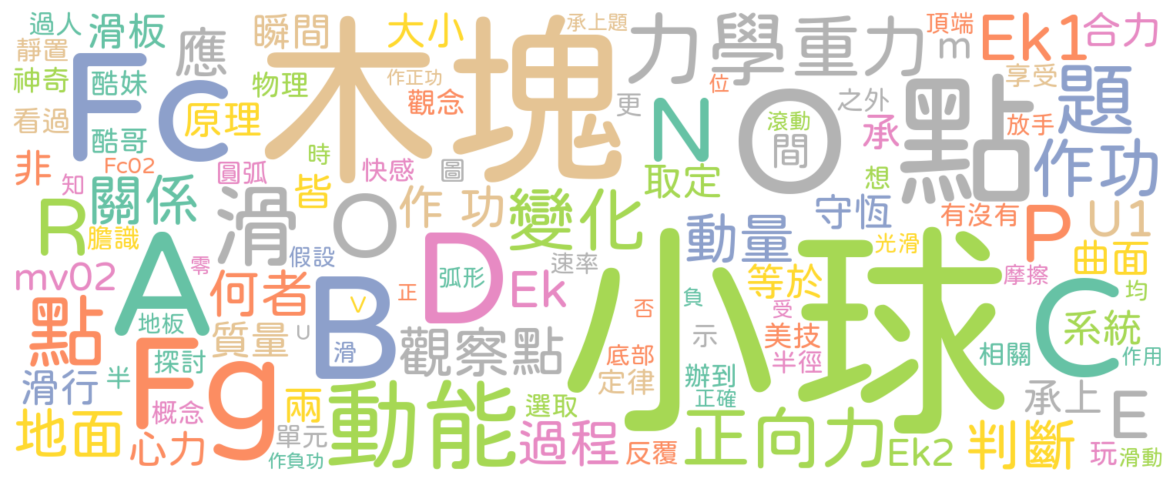 過人
滑板
應
瞬間
大小
承上題
力學
重力
頂端
m
Ek1
合力
靜置
神奇
酷妹
物理
作正功
觀念
木塊
更
位
之外
享受
題
看過
酷哥
原理
Fc
N
O
滾動
間
承
點
放手
作功
非
知
Fc02
圓弧
時
快感
圖
取定
想
關係
皆
滑
O
作 功
變化
動量
守恆
有沒有
P
U1
R
膽識
零
假設
速率
光滑
曲面
mv02
A
B
V
正
弧形
D
Ek
小球
等於
摩擦
均
點
何者
地板
U
滑
觀察點
否
負
受
C
系統
質量
探討
示
美技
半徑
相關
作用
滑行
半
Fg
底部
定律
辦到
正確
承上
E
地面
概念
心力
兩
單元
作負功
動能
選取
過程
反覆
正向力
Ek2
判斷
玩
滑動